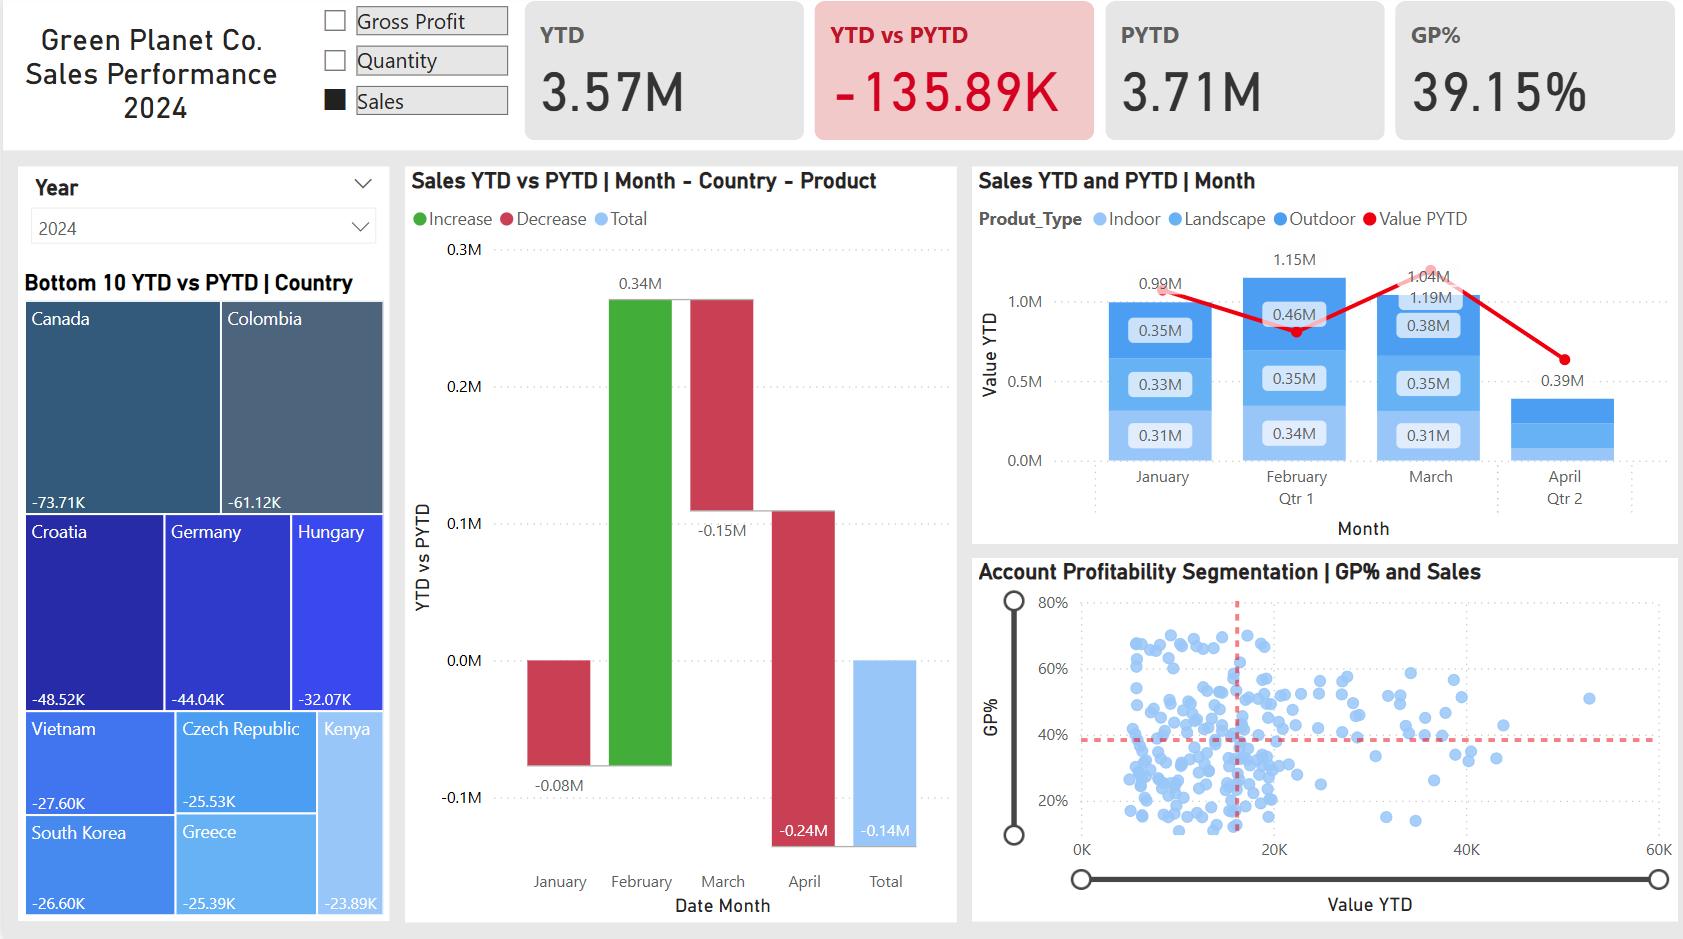 Green Planet Co.
Sales Performance
2024
Gross Profit
Quantity
Sales
YTD
3.57M
YTD vs PYTD
-135.89K
PYTD
3.71M
GP%
39.15%
Year
2024
Bottom 10 YTD vs PYTD | Country
Canada
-73.71K
Colombia
-61.12K
Croatia
-48.52K
Germany
-44.04K
Hungary
-32.07K
Vietnam
-27.60K
Czech Republic
-25.53K
Kenya
-23.89K
South Korea
-26.60K
Greece
-25.39K
Sales YTD vs PYTD | Month - Country - Product
Increase Decrease Total
YTD vs PYTD
0.3M
0.2M
0.1M
0.0M
-0.1M
-0.08M
0.34M
-0.15M
-0.24M
-0.14M
January February March April Total
Date Month
Sales YTD and PYTD | Month
Produt_Type Indoor Landscape Outdoor Value PYTD
Value YTD
1.0M
0.5M
0.0M
0.99M
0.35M
0.33M
0.31M
1.15M
0.46M
0.35M
0.34M
1.04M
1.19M
0.38M
0.35M
0.31M
0.39M
January February March April
Qtr 1 Qtr 2
Month
Account Profitability Segmentation | GP% and Sales
GP%
80%
60%
40%
20%
0K 20K 40K 60K
Value YTD